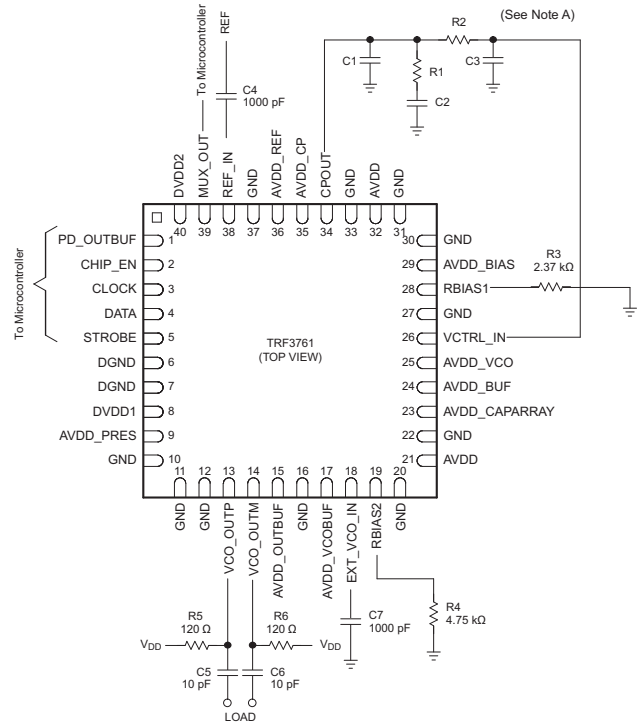 (See Note A)
To Microcontroller
REF
C4
1000 pF
R2
C1
R1
C2
C3
DVDD2
MUX_OUT
REF_IN
GND
AVDD_REF
AVDD_CP
CPOUT
GND
AVDD
GND
40
39
38
37
36
35
34
33
32
31
To Microcontroller
PD_OUTBUF 1
CHIP_EN 2
CLOCK 3
DATA 4
STROBE 5
DGND 6
DGND 7
DVDD1 8
AVDD_PRES 9
GND 10
TRF3761
(TOP VIEW)
30 GND
29 AVDD_BIAS
28 RBIAS1
27 GND
26 VCTRL_IN
25 AVDD_VCO
24 AVDD_BUF
23 AVDD_CAPARRAY
22 GND
21 AVDD
R3
2.37 kΩ
11
12
13
14
15
16
17
18
19
20
GND
GND
VCO_OUTP
VCO_OUTM
AVDD_OUTBUF
GND
AVDD_VCOBUF
EXT_VCO_IN
RBIAS2
GND
R5
120 Ω
R6
120 Ω
VDD
VDD
C5
10 pF
C6
10 pF
LOAD
C7
1000 pF
R4
4.75 kΩ